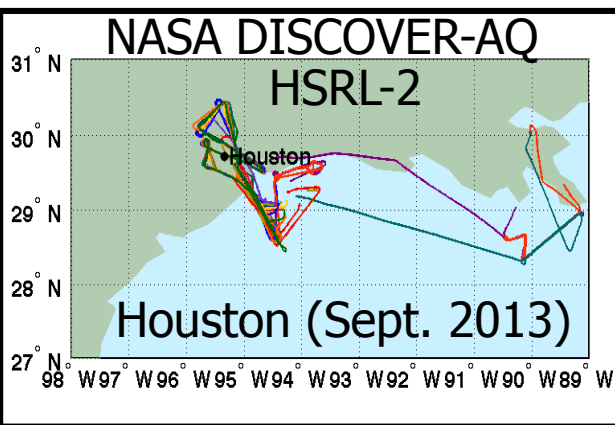 NASA DISCOVER-AQ
HSRL-2
31° N
30° N
Houston
29° N
28° N
Houston (Sept. 2013)
27° N
98° W 97° W 96° W 95° W 94° W 93° W 92° W 91° W 90° W 89° W